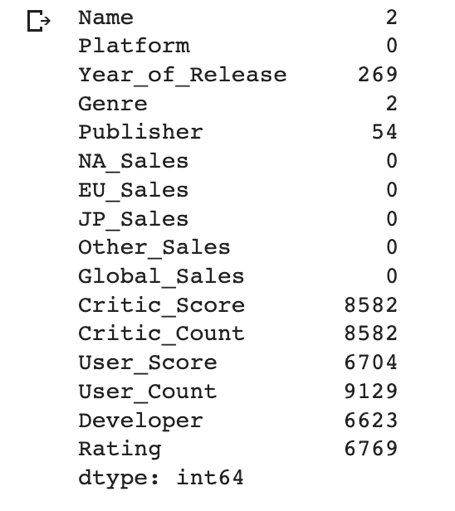 Name 2
Platform 0
Year_of_Release 269
Genre 2
Publisher 54
NA_Sales 0
EU_Sales 0
JP_Sales 0
Other_Sales 0
Global_Sales 0
Critic_Score 8582
Critic_Count 8582
User_Score 6704
User_Count 9129
Developer 6623
Rating 6769
dtype: int64